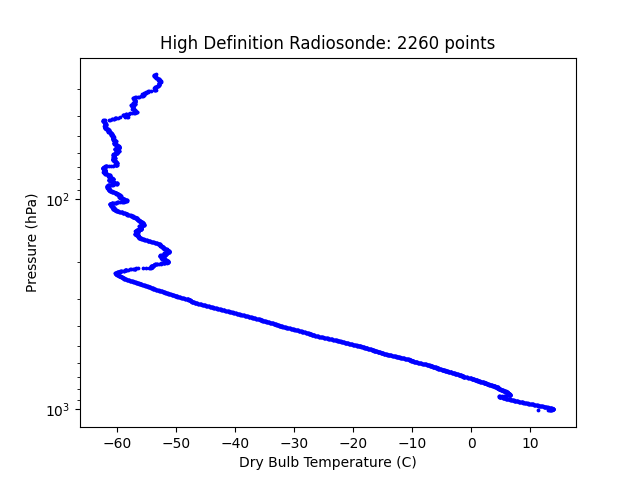 High Definition Radiosonde: 2260 points
Pressure (hPa)
10²
10³
−60 −50 −40 −30 −20 −10 0 10
Dry Bulb Temperature (C)